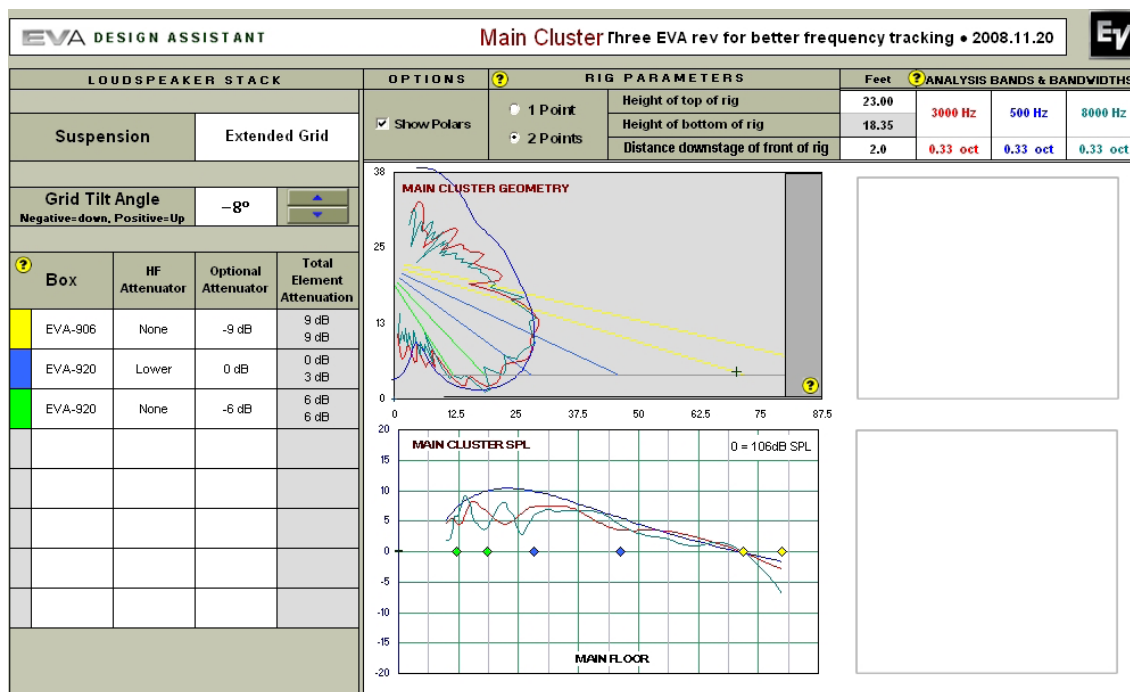 EVA DESIGN ASSISTANT
Main Cluster Three EVA rev for better frequency tracking • 2008.11.20
EV
LOUDSPEAKER STACK
OPTIONS
? RIG PARAMETERS
Feet
? ANALYSIS BANDS & BANDWIDTHS
Suspension
Extended Grid
Show Polars
1 Point
2 Points
Height of top of rig 23.00
Height of bottom of rig 18.35
Distance downstage of front of rig 2.0
3000 Hz 500 Hz 8000 Hz
0.33 oct 0.33 oct 0.33 oct
Grid Tilt Angle
Negative=down, Positive=Up
-8º
?
Box
HF
Attenuator
Optional
Attenuator
Total
Element
Attenuation
EVA-906 None -9 dB 9 dB
9 dB
EVA-920 Lower 0 dB 0 dB
3 dB
EVA-920 None -6 dB 6 dB
6 dB
MAIN CLUSTER GEOMETRY
38
25
13
0
?
0 12.5 25 37.5 50 62.5 75 87.5
MAIN CLUSTER SPL
0 = 106dB SPL
20
15
10
5
0
-5
-10
-15
-20
MAIN FLOOR